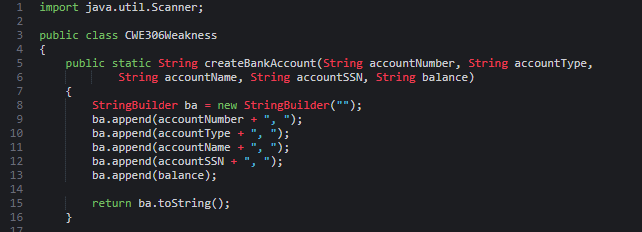 1 import java.util.Scanner;
2
3 public class CWE306Weakness
4 {
5     public static String createBankAccount(String accountNumber, String accountType,
6             String accountName, String accountSSN, String balance)
7     {
8         StringBuilder ba = new StringBuilder("");
9         ba.append(accountNumber + ", ");
10         ba.append(accountType + ", ");
11         ba.append(accountName + ", ");
12         ba.append(accountSSN + ", ");
13         ba.append(balance);
14
15         return ba.toString();
16     }